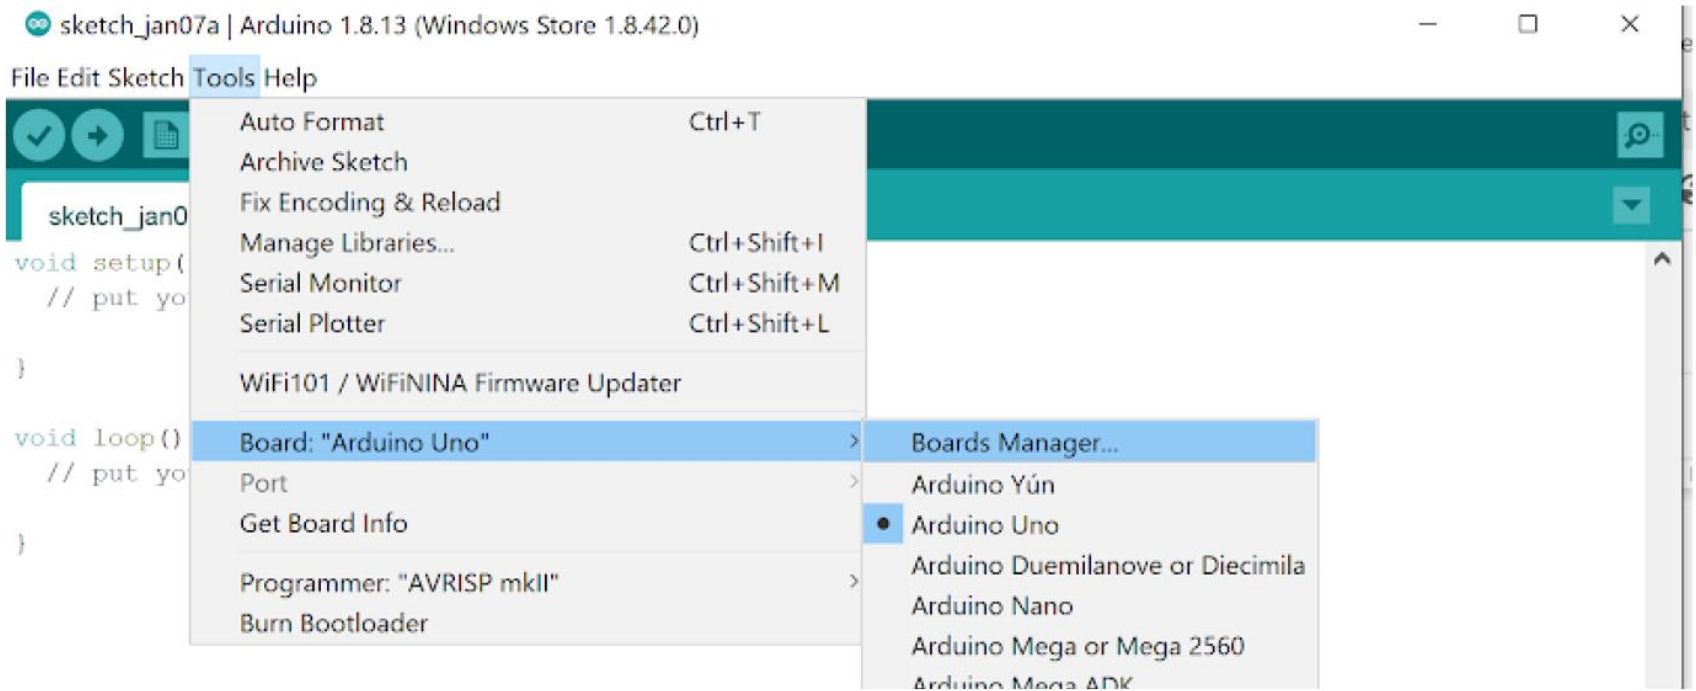 sketch_jan07a | Arduino 1.8.13 (Windows Store 1.8.42.0)
File Edit Sketch Tools Help
Auto Format Ctrl+T
Archive Sketch
Fix Encoding & Reload
Manage Libraries... Ctrl+Shift+I
Serial Monitor Ctrl+Shift+M
Serial Plotter Ctrl+Shift+L
WiFi101 / WiFiNINA Firmware Updater
Board: "Arduino Uno"
Port
Get Board Info
Programmer: "AVRISP mkII"
Burn Bootloader
Boards Manager...
Arduino Yún
Arduino Uno
Arduino Duemilanove or Diecimila
Arduino Nano
Arduino Mega or Mega 2560
Arduino Mega ADK
sketch_jan0
void setup(
// put yo
}
void loop()
// put yo
}